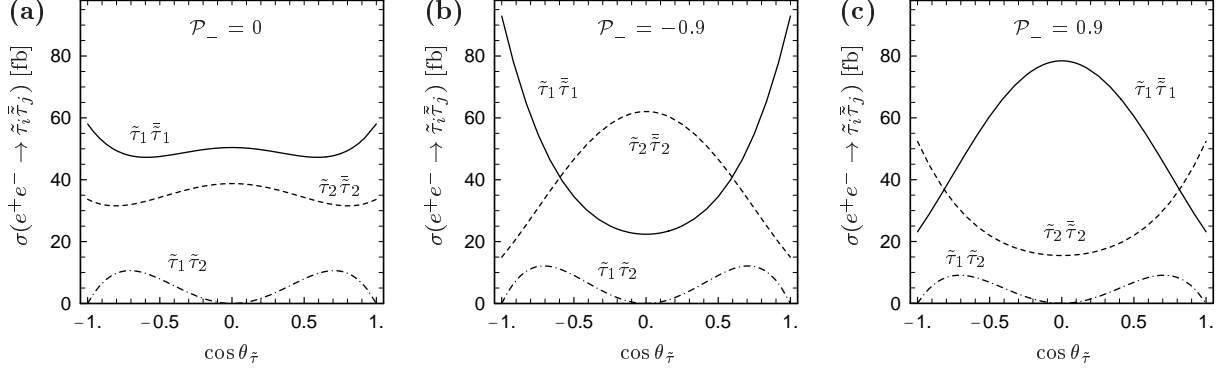 (a)
𝒫₋ = 0
σ(e⁺e⁻ → τ̃ᵢτ̃̄ⱼ) [fb]
80
60
40
20
0
τ̃₁τ̃̄₁
τ̃₂τ̃̄₂
τ̃₁τ̃₂
−1. −0.5 0. 0.5 1.
cos θ_τ̃
(b)
𝒫₋ = −0.9
σ(e⁺e⁻ → τ̃ᵢτ̃̄ⱼ) [fb]
80
60
40
20
0
τ̃₁τ̃̄₁
τ̃₂τ̃̄₂
τ̃₁τ̃₂
−1. −0.5 0. 0.5 1.
cos θ_τ̃
(c)
𝒫₋ = 0.9
σ(e⁺e⁻ → τ̃ᵢτ̃̄ⱼ) [fb]
80
60
40
20
0
τ̃₁τ̃̄₁
τ̃₂τ̃̄₂
τ̃₁τ̃₂
−1. −0.5 0. 0.5 1.
cos θ_τ̃